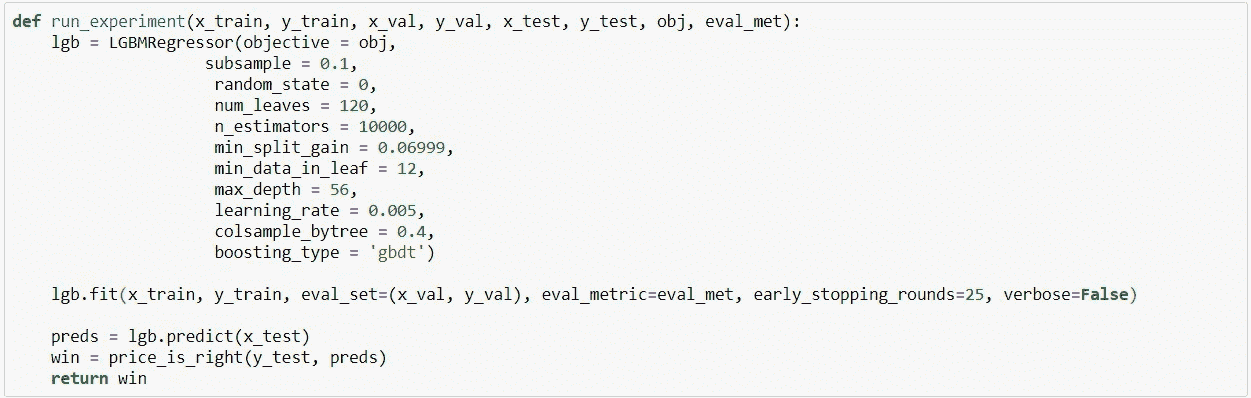 def run_experiment(x_train, y_train, x_val, y_val, x_test, y_test, obj, eval_met):
    lgb = LGBMRegressor(objective = obj,
                subsample = 0.1,
                 random_state = 0,
                 num_leaves = 120,
                 n_estimators = 10000,
                 min_split_gain = 0.06999,
                 min_data_in_leaf = 12,
                 max_depth = 56,
                 learning_rate = 0.005,
                 colsample_bytree = 0.4,
                 boosting_type = 'gbdt')
    lgb.fit(x_train, y_train, eval_set=(x_val, y_val), eval_metric=eval_met, early_stopping_rounds=25, verbose=False)
    preds = lgb.predict(x_test)
    win = price_is_right(y_test, preds)
    return win